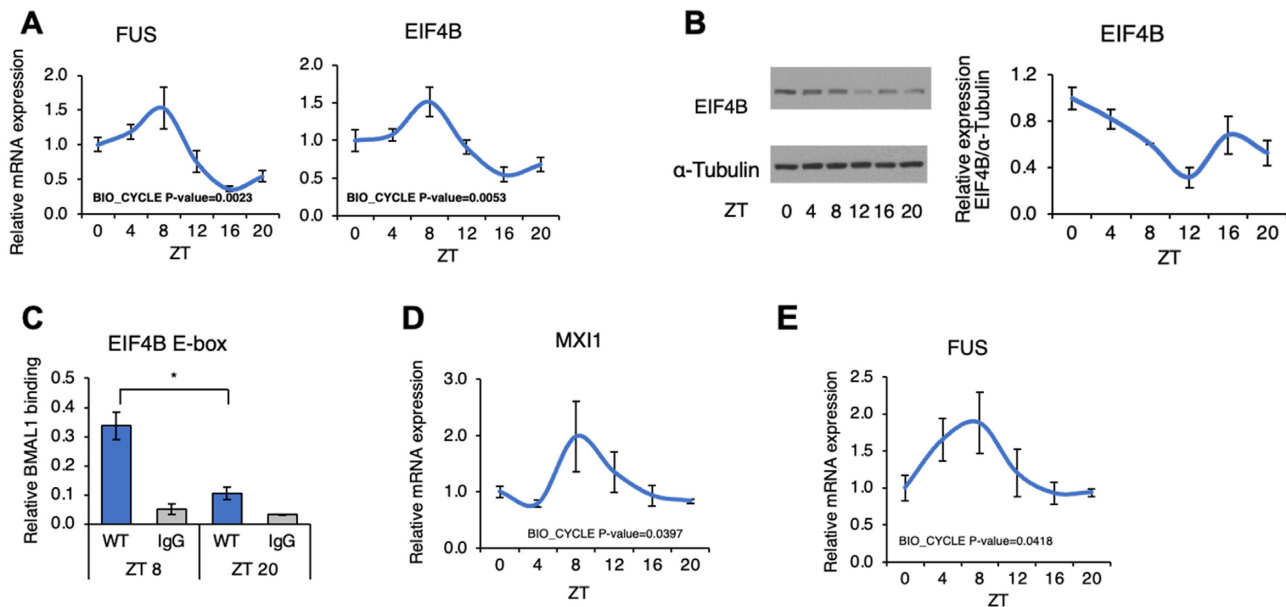 A
FUS
Relative mRNA expression
2.0
1.5
1.0
0.5
0.0
BIO_CYCLE P-value=0.0023
0 4 8 12 16 20
ZT
EIF4B
2.0
1.5
1.0
0.5
0.0
BIO_CYCLE P-value=0.0053
0 4 8 12 16 20
ZT
B
EIF4B
α-Tubulin
ZT 0 4 8 12 16 20
EIF4B
Relative expression
EIF4B/α-Tubulin
1.2
0.8
0.4
0.0
0 4 8 12 16 20
ZT
C
EIF4B E-box
Relative BMAL1 binding
0.5
0.4
0.3
0.2
0.1
0.0
*
WT IgG WT IgG
ZT 8 ZT 20
D
MXI1
Relative mRNA expression
3.0
2.0
1.0
0.0
BIO_CYCLE P-value=0.0397
0 4 8 12 16 20
ZT
E
FUS
Relative mRNA expression
2.5
2.0
1.5
1.0
0.5
0.0
BIO_CYCLE P-value=0.0418
0 4 8 12 16 20
ZT